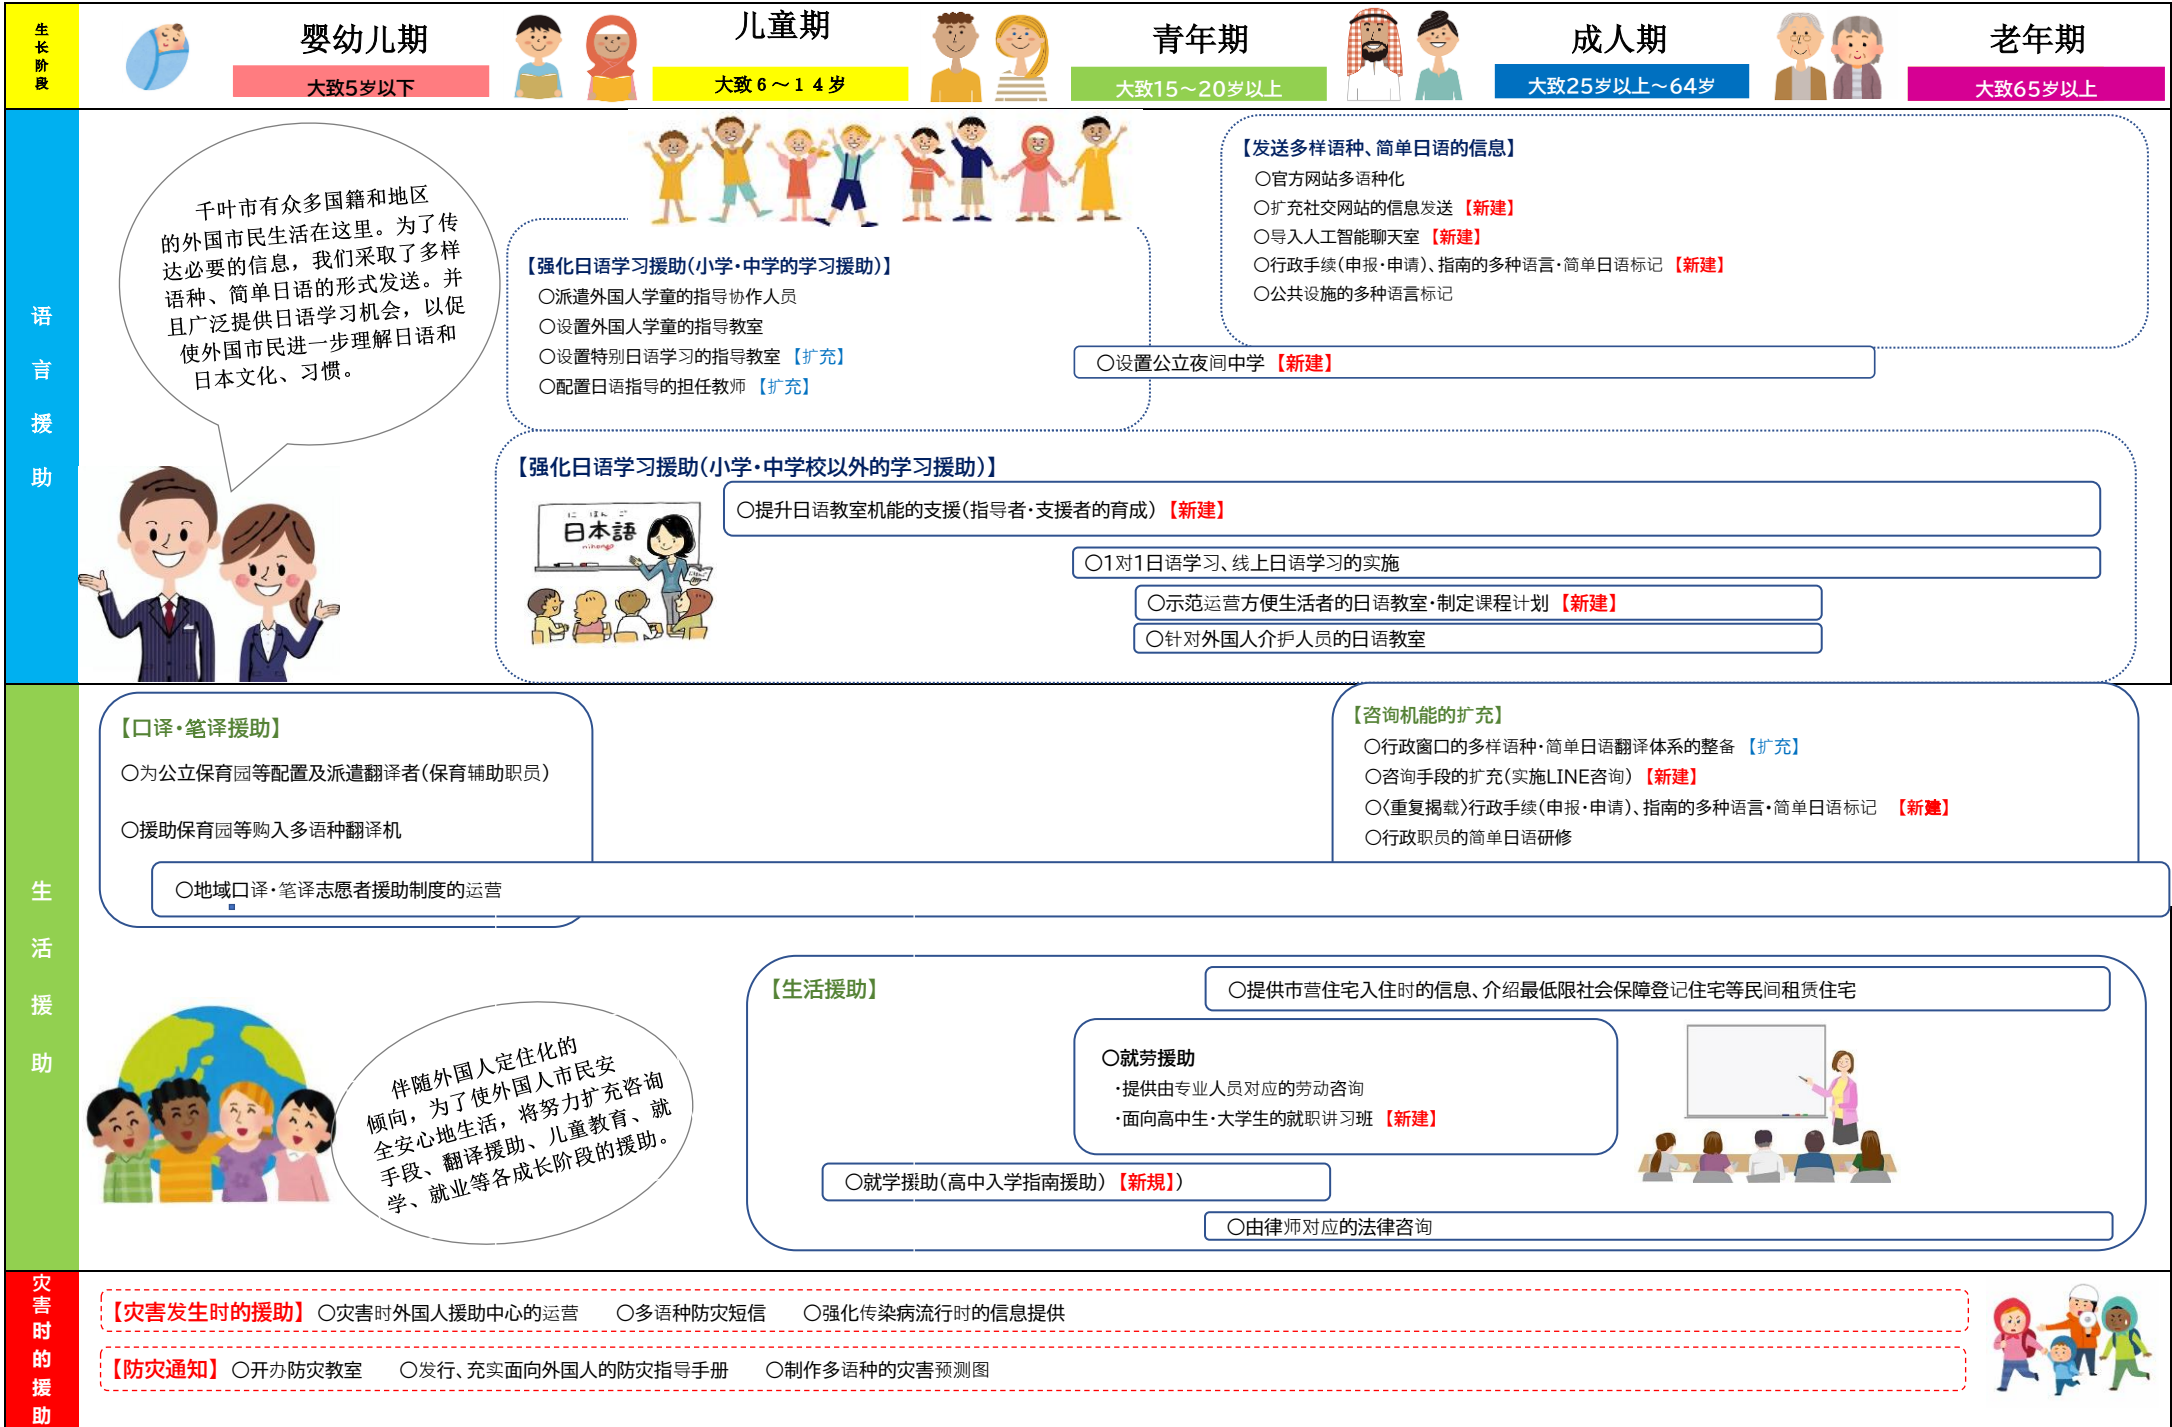 生长阶段
婴幼儿期
大致5岁以下
儿童期
大致6～14岁
青年期
大致15～20岁以上
成人期
大致25岁以上～64岁
老年期
大致65岁以上
语言援助
千叶市有众多国籍和地区
的外国市民生活在这里。为了传
达必要的信息，我们采取了多样
语种、简单日语的形式发送。并
且广泛提供日语学习机会，以促
使外国市民进一步理解日语和
日本文化、习惯。
【强化日语学习援助(小学・中学的学习援助)】
〇派遣外国人学童的指导协作人员
〇设置外国人学童的指导教室
〇设置特别日语学习的指导教室 【扩充】
〇配置日语指导的担任教师 【扩充】
【发送多样语种、简单日语的信息】
〇官方网站多语种化
〇扩充社交网站的信息发送 【新建】
〇导入人工智能聊天室 【新建】
〇行政手续(申报・申请)、指南的多种语言・简单日语标记 【新建】
〇公共设施的多种语言标记
〇设置公立夜间中学 【新建】
【强化日语学习援助(小学・中学校以外的学习援助)】
に ほん ご
日本語
nihongo
〇提升日语教室机能的支援(指导者・支援者的育成) 【新建】
〇1对1日语学习、线上日语学习的实施
〇示范运营方便生活者的日语教室・制定课程计划 【新建】
〇针对外国人介护人员的日语教室
生活援助
【口译・笔译援助】
〇为公立保育园等配置及派遣翻译者(保育辅助职员)
〇援助保育园等购入多语种翻译机
〇地域口译・笔译志愿者援助制度的运营
【咨询机能的扩充】
〇行政窗口的多样语种・简单日语翻译体系的整备 【扩充】
〇咨询手段的扩充(实施LINE咨询) 【新建】
〇〈重复揭载〉行政手续(申报・申请)、指南的多种语言・简单日语标记 【新建】
〇行政职员的简单日语研修
伴随外国人定住化的
倾向，为了使外国人市民安
全安心地生活，将努力扩充咨询
手段、翻译援助、儿童教育、就
学、就业等各成长阶段的援助。
【生活援助】
〇提供市营住宅入住时的信息、介绍最低限社会保障登记住宅等民间租赁住宅
〇就劳援助
・提供由专业人员对应的劳动咨询
・面向高中生・大学生的就职讲习班 【新建】
〇就学援助(高中入学指南援助) 【新規】)
〇由律师对应的法律咨询
灾害时的援助
【灾害发生时的援助】 〇灾害时外国人援助中心的运营 〇多语种防灾短信 〇强化传染病流行时的信息提供
【防灾通知】 〇开办防灾教室 〇发行、充实面向外国人的防灾指导手册 〇制作多语种的灾害预测图